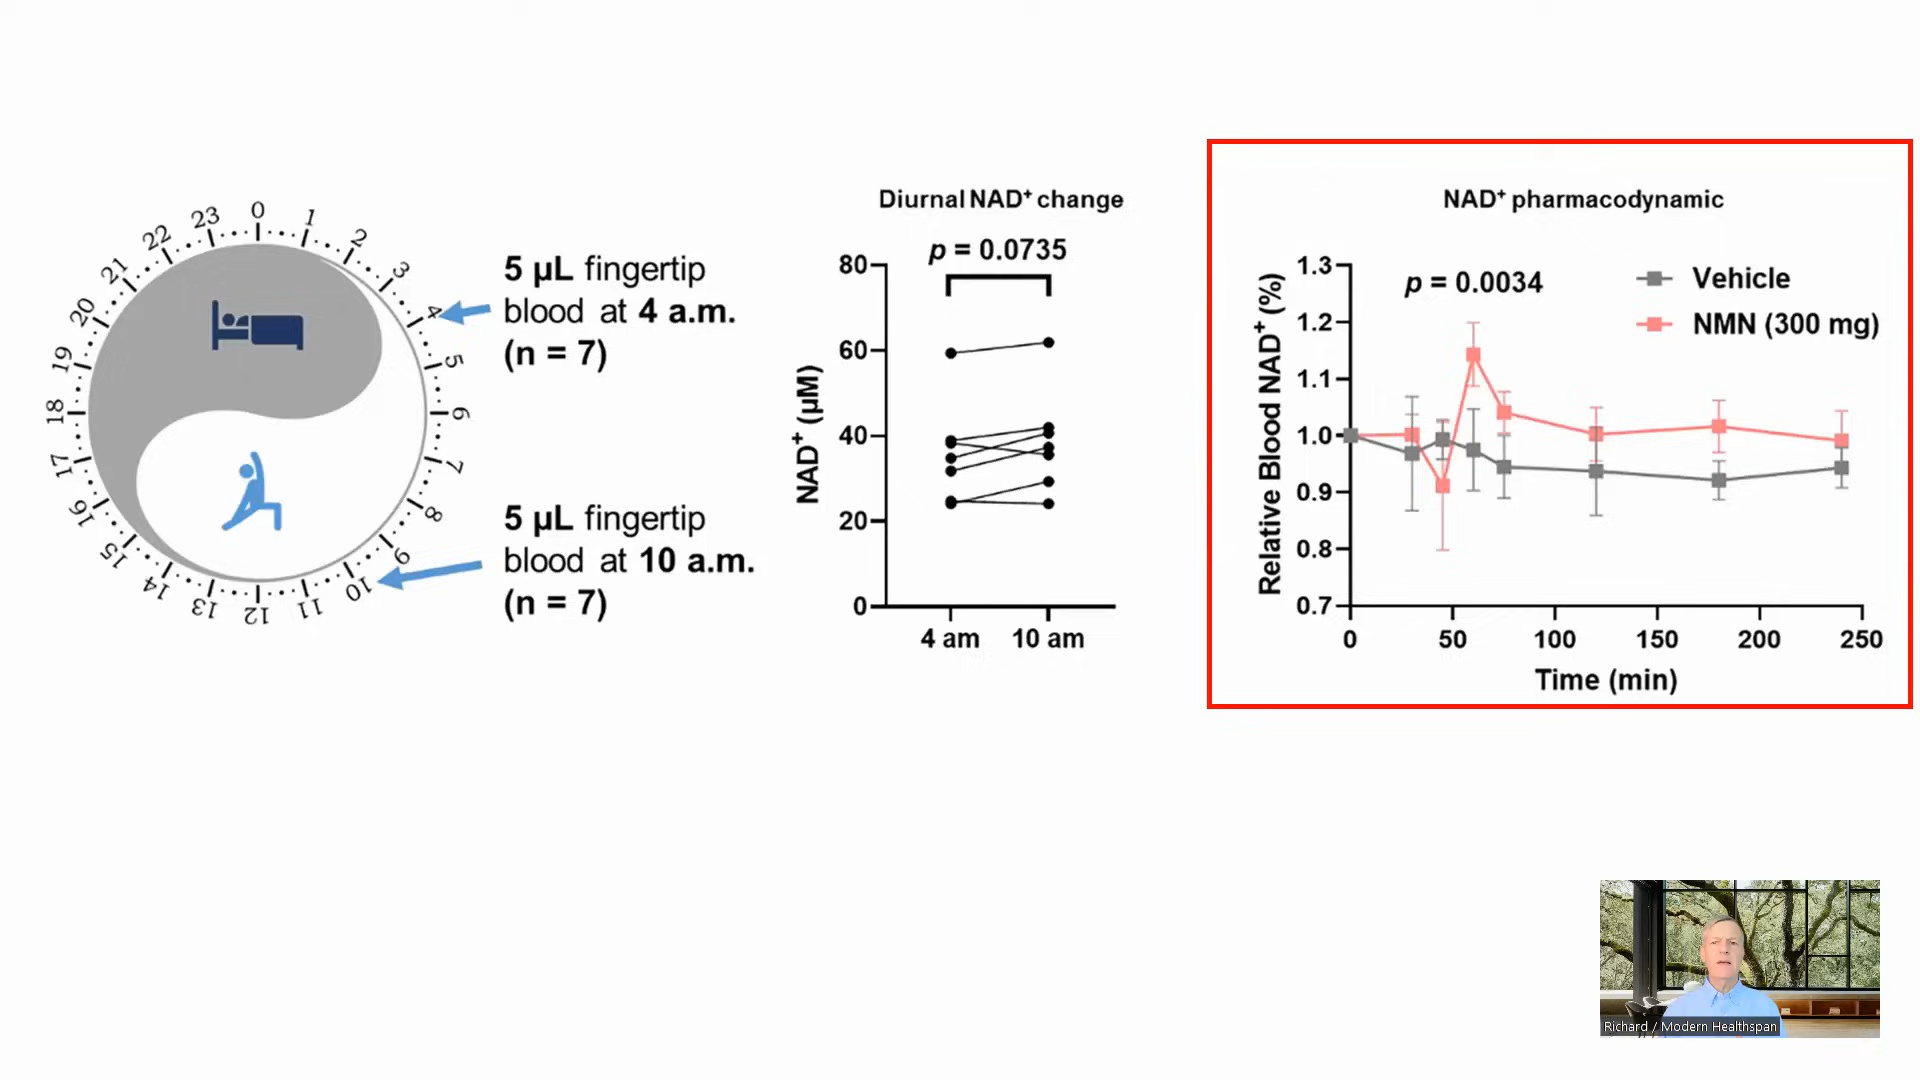 0
1
2
3
4
5
6
7
8
9
10
11
12
13
14
15
16
17
18
19
20
21
22
23
5 µL fingertip
blood at 4 a.m.
(n = 7)
5 µL fingertip
blood at 10 a.m.
(n = 7)
Diurnal NAD⁺ change
p = 0.0735
80
60
40
20
0
NAD⁺ (µM)
4 am 10 am
NAD⁺ pharmacodynamic
p = 0.0034
Vehicle
NMN (300 mg)
1.3
1.2
1.1
1.0
0.9
0.8
0.7
Relative Blood NAD⁺ (%)
0 50 100 150 200 250
Time (min)
Richard / Modern Healthspan